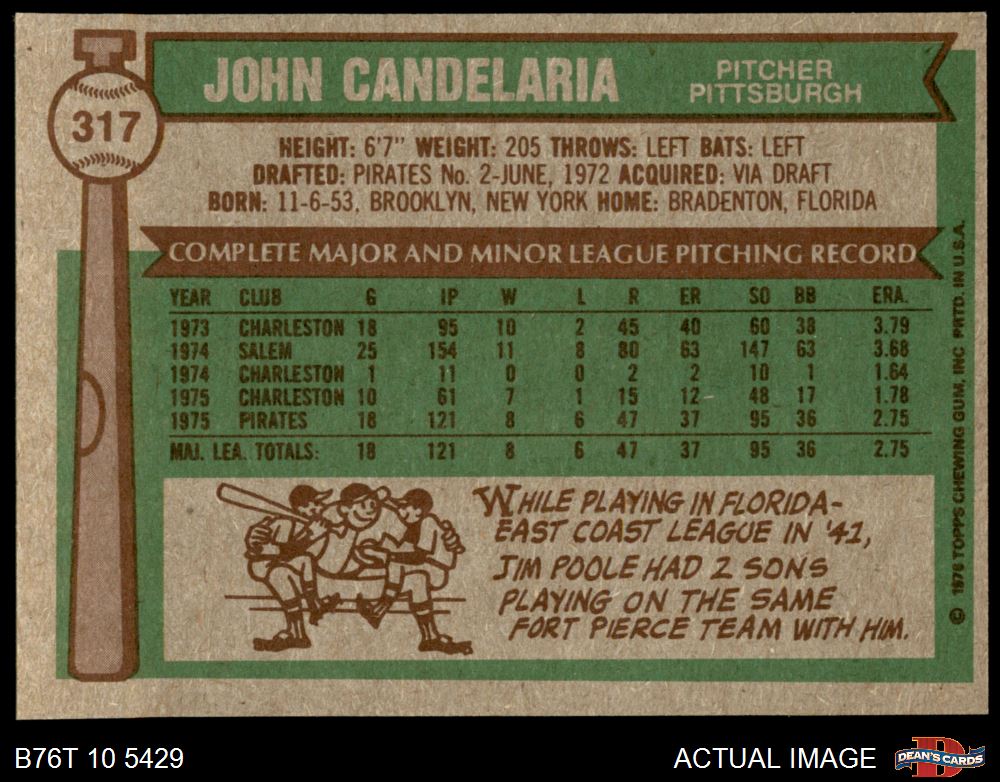 317
JOHN CANDELARIA
PITCHER
PITTSBURGH
HEIGHT: 6'7" WEIGHT: 205 THROWS: LEFT BATS: LEFT
DRAFTED: PIRATES No. 2-JUNE, 1972 ACQUIRED: VIA DRAFT
BORN: 11-6-53, BROOKLYN, NEW YORK HOME: BRADENTON, FLORIDA
COMPLETE MAJOR AND MINOR LEAGUE PITCHING RECORD
YEAR CLUB G IP W L R ER SO BB ERA.
1973 CHARLESTON 18 95 10 2 45 40 60 38 3.79
1974 SALEM 25 154 11 8 80 63 147 63 3.68
1974 CHARLESTON 1 11 0 0 2 2 10 1 1.64
1975 CHARLESTON 10 61 7 1 15 12 48 17 1.78
1975 PIRATES 18 121 8 6 47 37 95 36 2.75
MAJ. LEA. TOTALS: 18 121 8 6 47 37 95 36 2.75
WHILE PLAYING IN FLORIDA-
EAST COAST LEAGUE IN '41,
JIM POOLE HAD 2 SONS
PLAYING ON THE SAME
FORT PIERCE TEAM WITH HIM.
© 1976 TOPPS CHEWING GUM, INC PRTD. IN U.S.A.
B76T 10 5429
ACTUAL IMAGE
D
DEAN'S CARDS